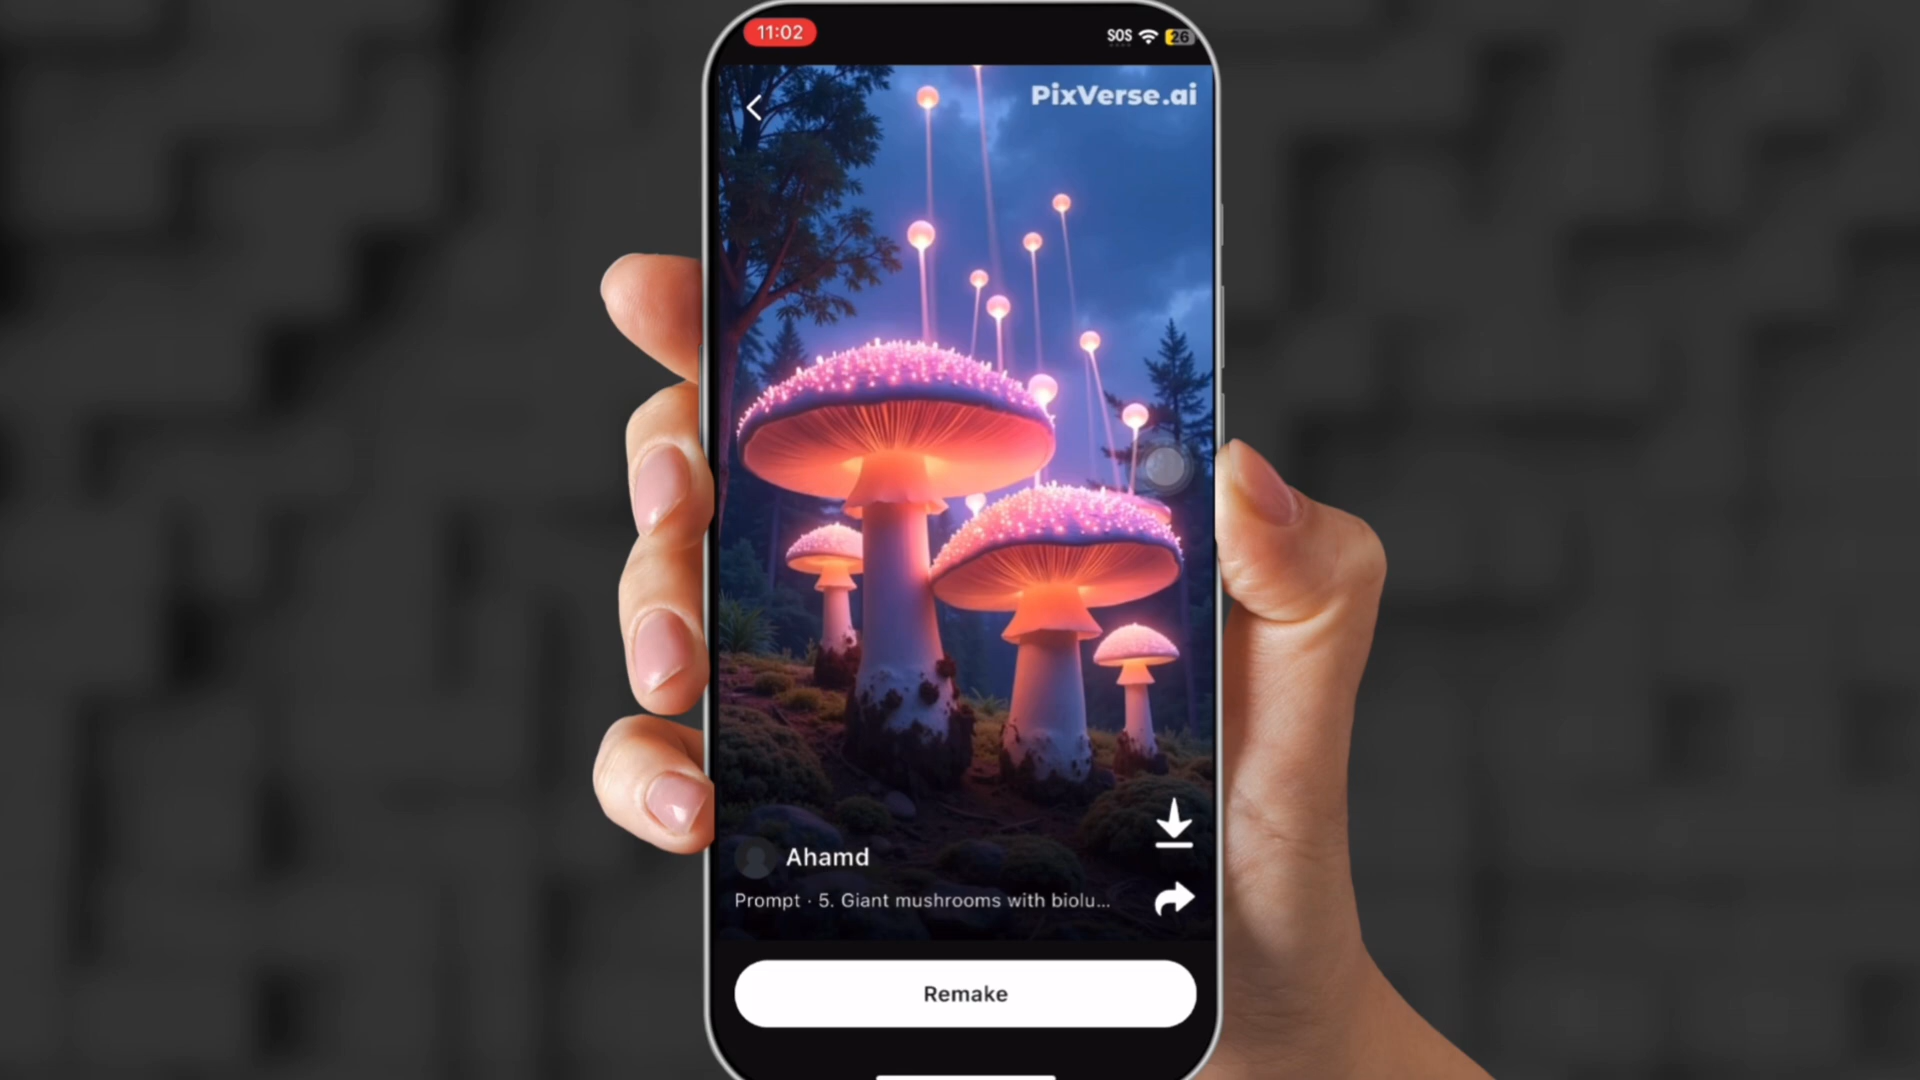 11:02
SOS
26
PixVerse.ai
Ahamd
Prompt · 5. Giant mushrooms with biolu...
Remake